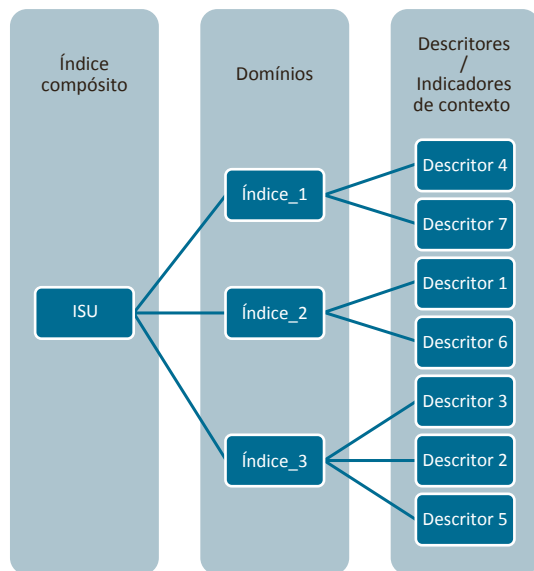 Índice
compósito
Domínios
Descritores
/
Indicadores
de contexto
ISU
Índice_1
Índice_2
Índice_3
Descritor 4
Descritor 7
Descritor 1
Descritor 6
Descritor 3
Descritor 2
Descritor 5